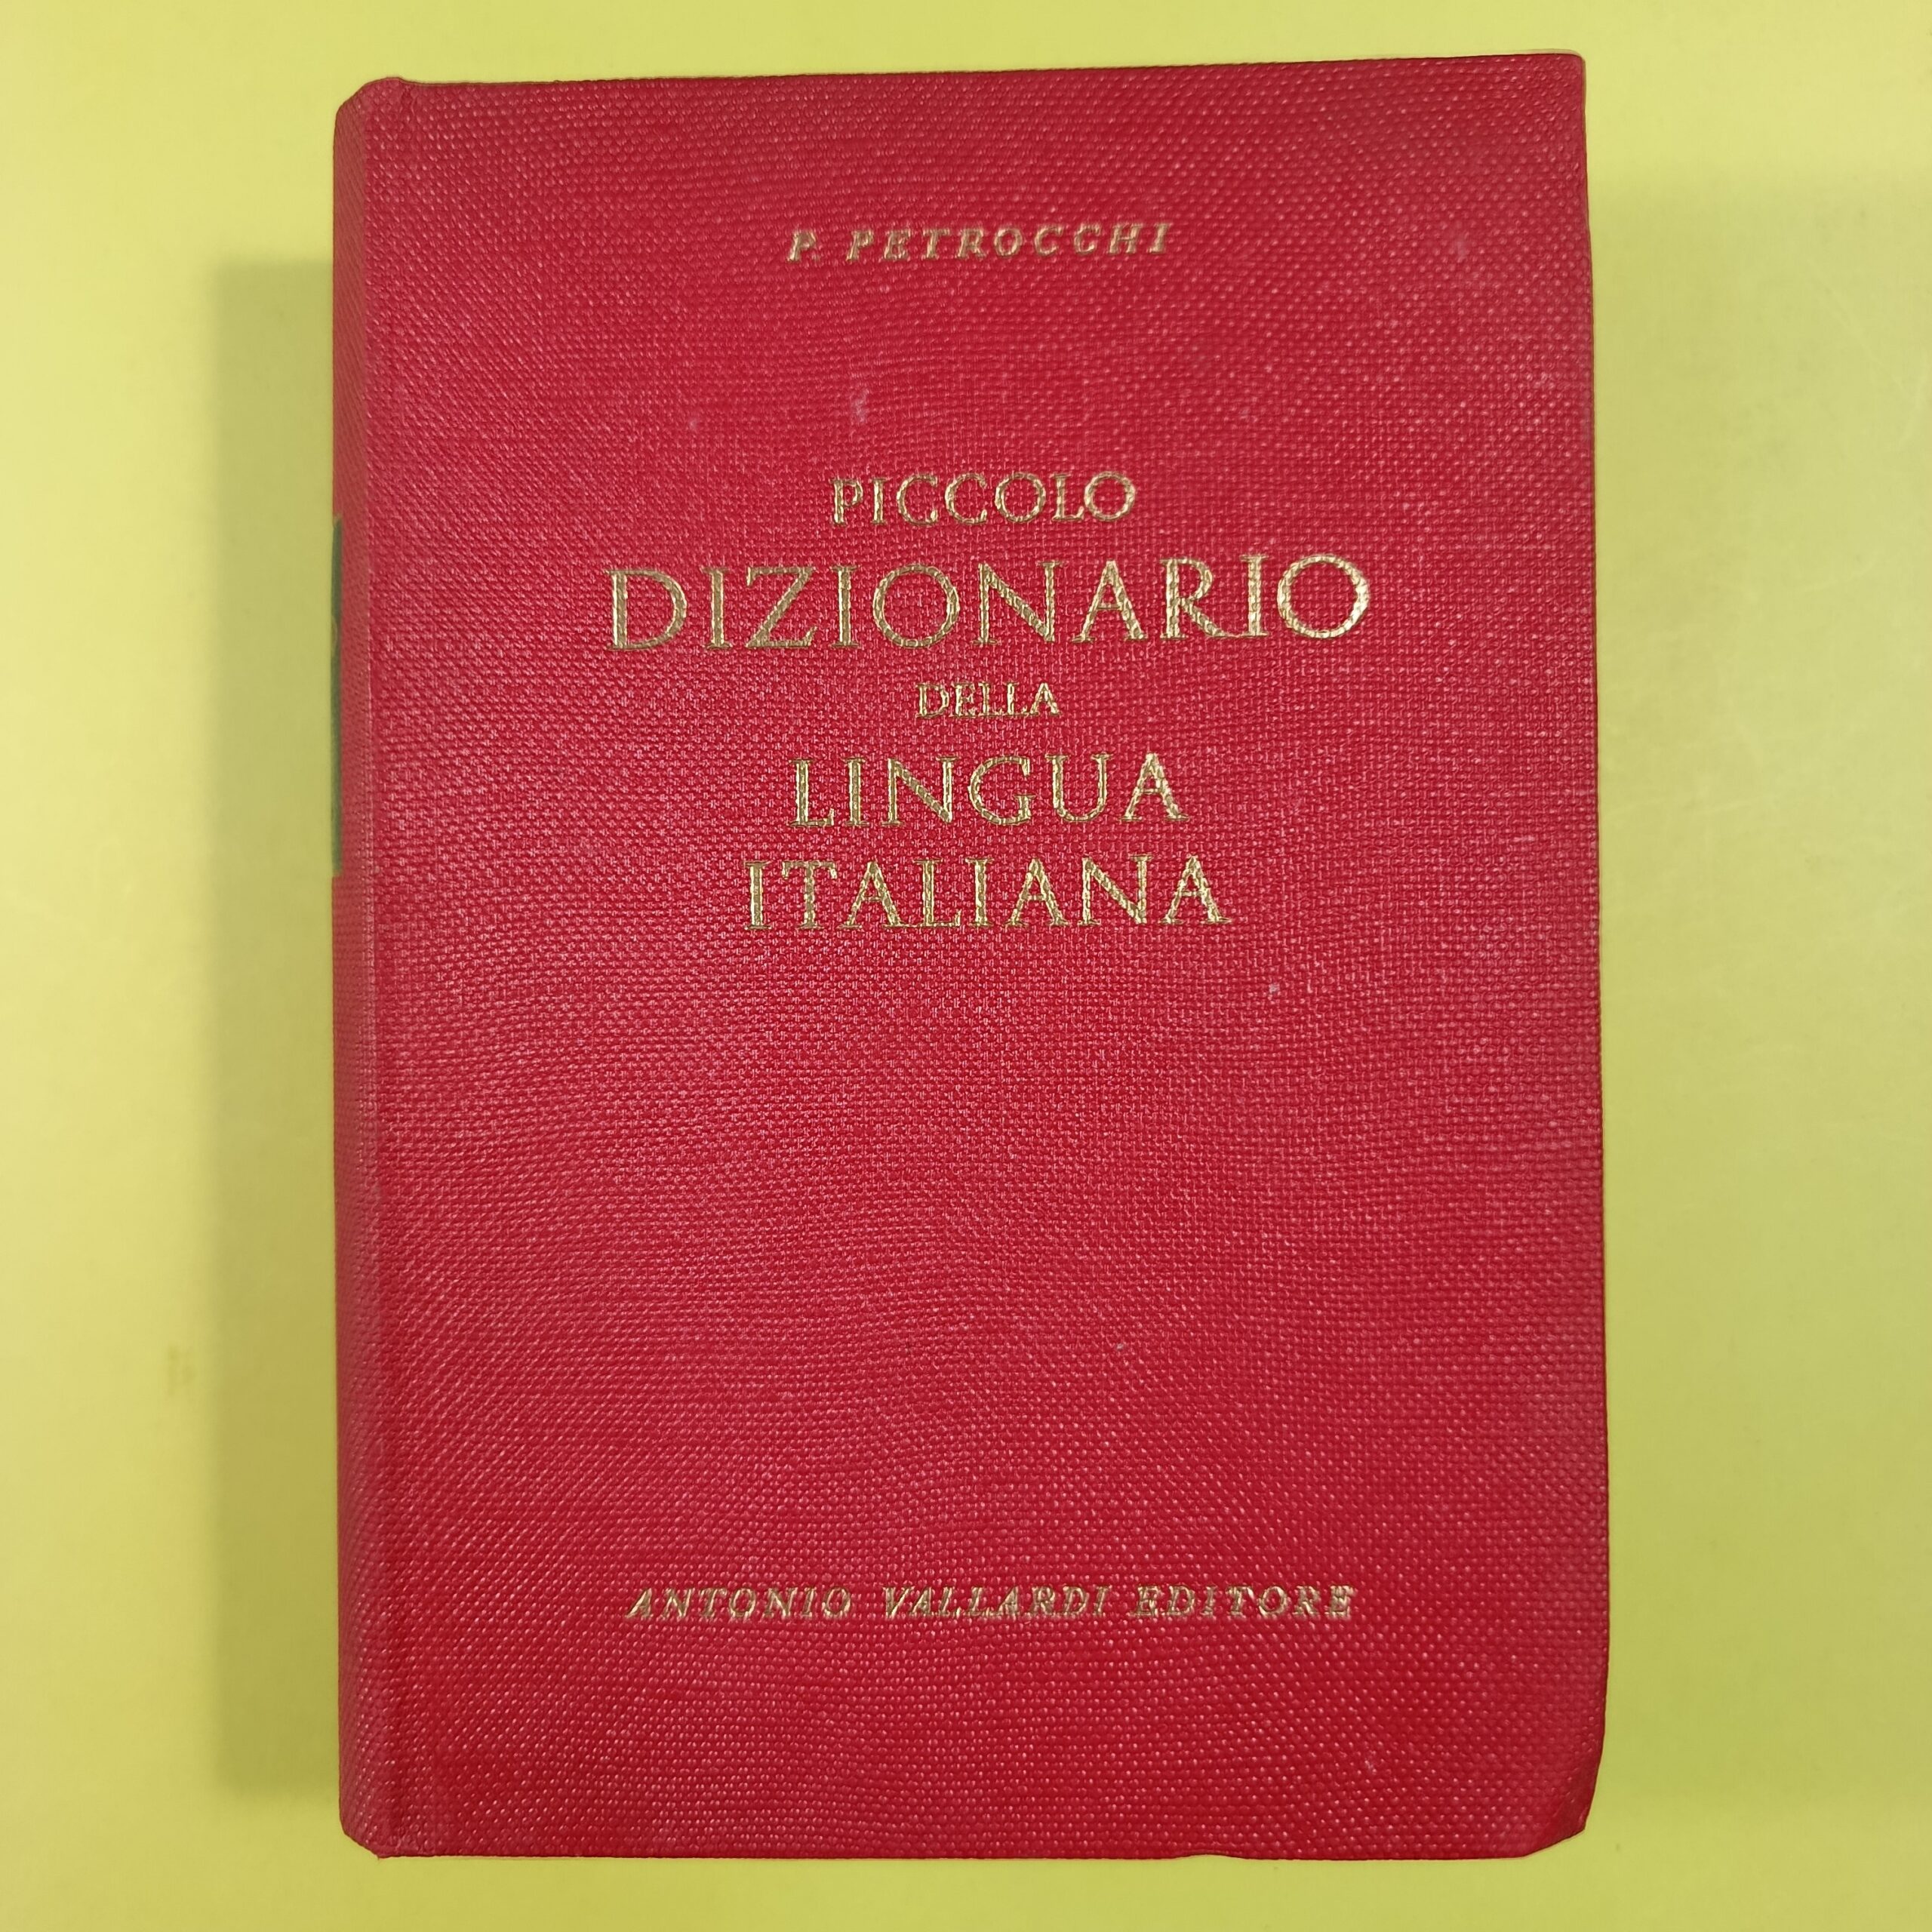 P. PETROCCHI
PICCOLO
DIZIONARIO
DELLA
LINGUA
ITALIANA
ANTONIO VALLARDI EDITORE